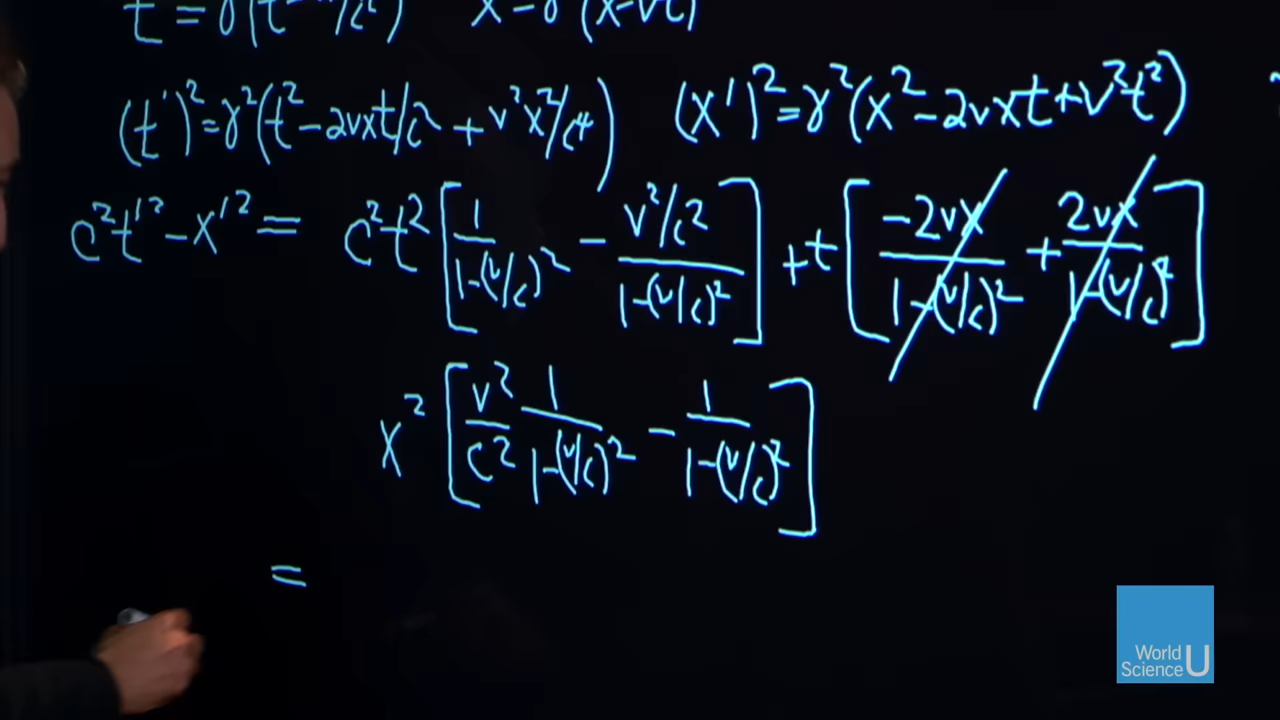 t' = γ(t - vx/c²) x' = γ(x-vt)
(t')² = γ²(t² - 2vxt/c² + v²x²/c⁴) (x')² = γ²(x² - 2vxt + v²t²)
c²t'² - x'² = c²t² [1/(1-(v/c)²) - (v²/c²)/(1-(v/c)²)] + t [-2vx/(1-(v/c)²) + 2vx/(1-(v/c)²)]
x² [v²/c² 1/(1-(v/c)²) - 1/(1-(v/c)²)]
=
World
Science U